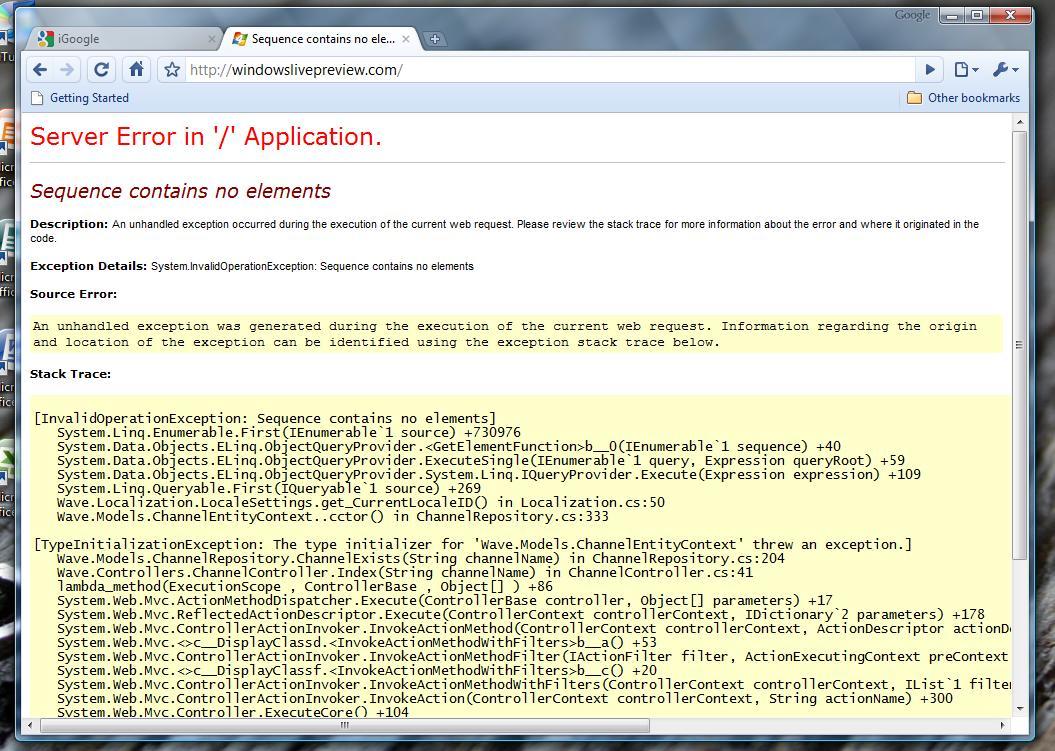 Google
iGoogle
Sequence contains no ele...
http://windowslivepreview.com/
Getting Started
Other bookmarks
Server Error in '/' Application.
Sequence contains no elements
Description: An unhandled exception occurred during the execution of the current web request. Please review the stack trace for more information about the error and where it originated in the
code.
Exception Details: System.InvalidOperationException: Sequence contains no elements
Source Error:
An unhandled exception was generated during the execution of the current web request. Information regarding the origin
and location of the exception can be identified using the exception stack trace below.
Stack Trace:
[InvalidOperationException: Sequence contains no elements]
System.Linq.Enumerable.First(IEnumerable`1 source) +730976
System.Data.Objects.ELinq.ObjectQueryProvider.<GetElementFunction>b__0(IEnumerable`1 sequence) +40
System.Data.Objects.ELinq.ObjectQueryProvider.ExecuteSingle(IEnumerable`1 query, Expression queryRoot) +59
System.Data.Objects.ELinq.ObjectQueryProvider.System.Linq.IQueryProvider.Execute(Expression expression) +109
System.Linq.Queryable.First(IQueryable`1 source) +269
Wave.Localization.LocaleSettings.get_CurrentLocaleID() in Localization.cs:50
Wave.Models.ChannelEntityContext..cctor() in ChannelRepository.cs:333
[TypeInitializationException: The type initializer for 'Wave.Models.ChannelEntityContext' threw an exception.]
Wave.Models.ChannelRepository.ChannelExists(String channelName) in ChannelRepository.cs:204
Wave.Controllers.ChannelController.Index(String channelName) in ChannelController.cs:41
lambda_method(ExecutionScope , ControllerBase , Object[] ) +86
System.Web.Mvc.ActionMethodDispatcher.Execute(ControllerBase controller, Object[] parameters) +17
System.Web.Mvc.ReflectedActionDescriptor.Execute(ControllerContext controllerContext, IDictionary`2 parameters) +178
System.Web.Mvc.ControllerActionInvoker.InvokeActionMethod(ControllerContext controllerContext, ActionDescriptor actionDe
System.Web.Mvc.<>c__DisplayClassd.<InvokeActionMethodWithFilters>b__a() +53
System.Web.Mvc.ControllerActionInvoker.InvokeActionMethodFilter(IActionFilter filter, ActionExecutingContext preContext
System.Web.Mvc.<>c__DisplayClassf.<InvokeActionMethodWithFilters>b__c() +20
System.Web.Mvc.ControllerActionInvoker.InvokeActionMethodWithFilters(ControllerContext controllerContext, IList`1 filter
System.Web.Mvc.ControllerActionInvoker.InvokeAction(ControllerContext controllerContext, String actionName) +300
System.Web.Mvc.Controller.ExecuteCore() +104